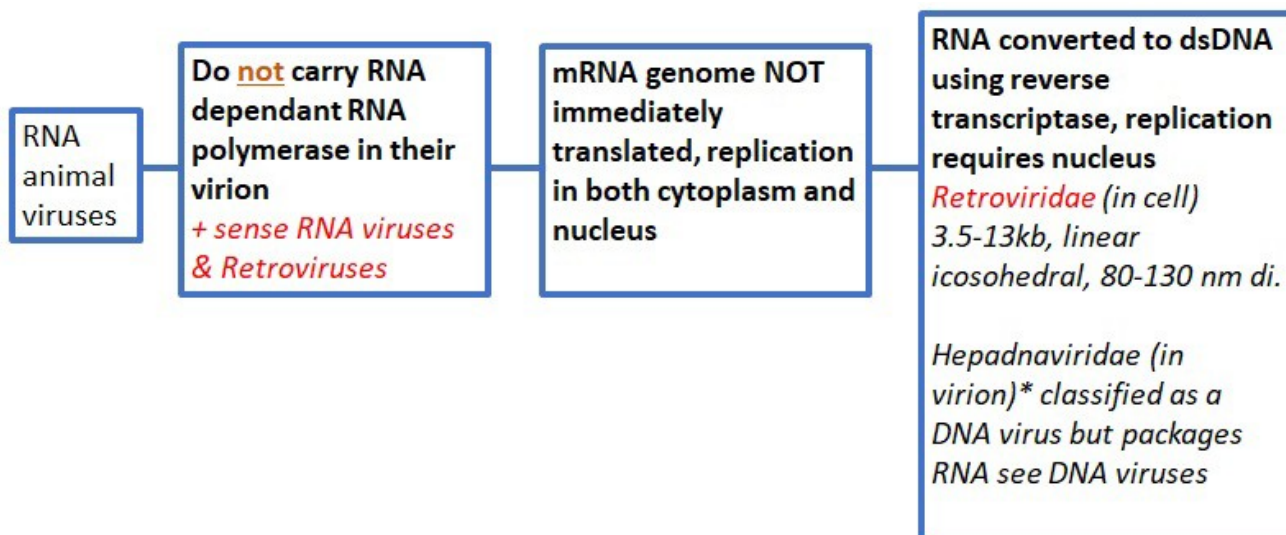 RNA
animal
viruses
Do not carry RNA
dependant RNA
polymerase in their
virion
+ sense RNA viruses
& Retroviruses
mRNA genome NOT
immediately
translated, replication
in both cytoplasm and
nucleus
RNA converted to dsDNA
using reverse
transcriptase, replication
requires nucleus
Retroviridae (in cell)
3.5-13kb, linear
icosohedral, 80-130 nm di.
Hepadnaviridae (in
virion)* classified as a
DNA virus but packages
RNA see DNA viruses